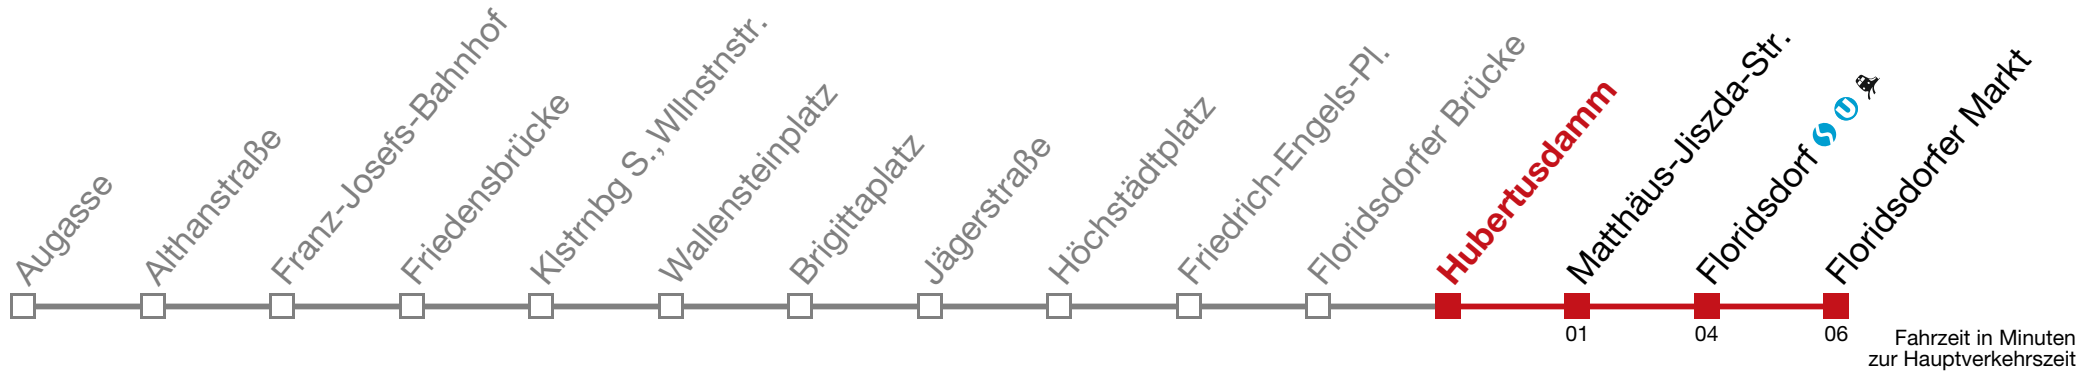 Augasse
Althanstraße
Franz-Josefs-Bahnhof
Friedensbrücke
Klstrnbg S.,Wllnstnstr.
Wallensteinplatz
Brigittaplatz
Jägerstraße
Höchstädtplatz
Friedrich-Engels-Pl.
Floridsdorfer Brücke
Hubertusdamm
Matthäus-Jiszda-Str.
Floridsdorf S U
Floridsdorfer Markt
01
04
06
Fahrzeit in Minuten
zur Hauptverkehrszeit